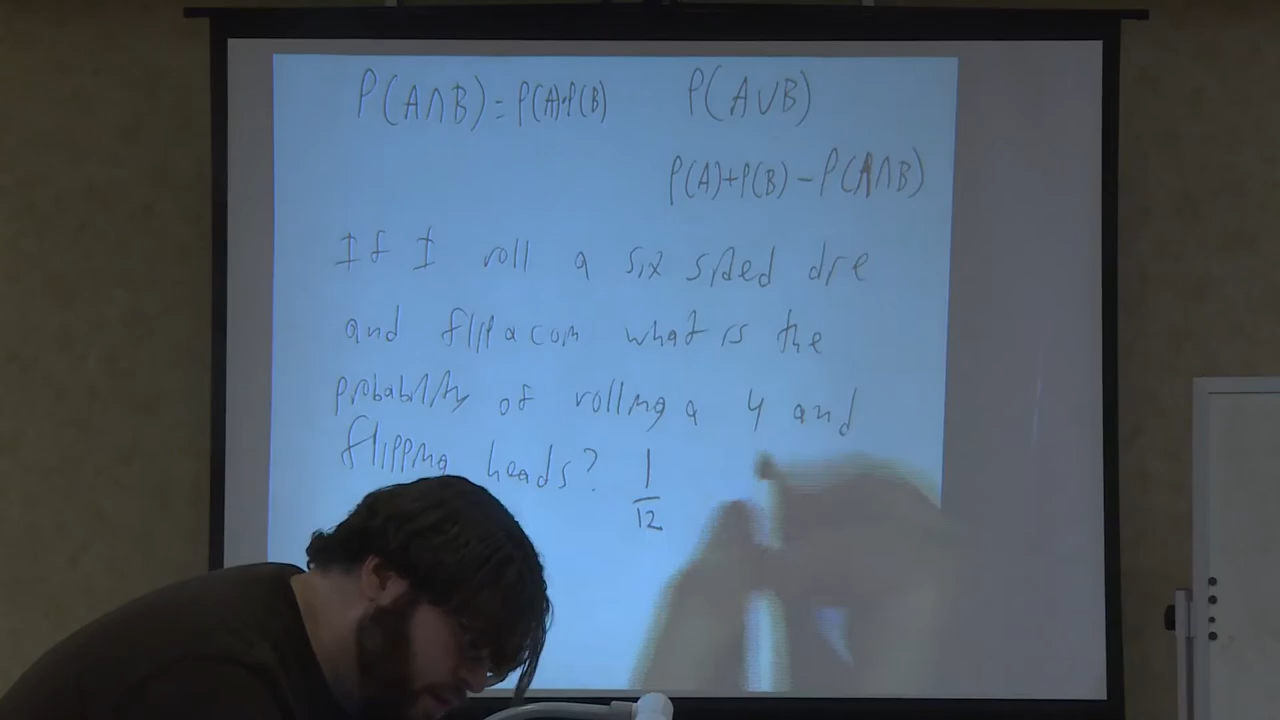 P(A∩B) = P(A)•P(B)
P(A∪B)
P(A)+P(B) - P(A∩B)
If I roll a six sided die
and flip a coin what is the
probability of rolling a 4 and
flipping heads? 1/12